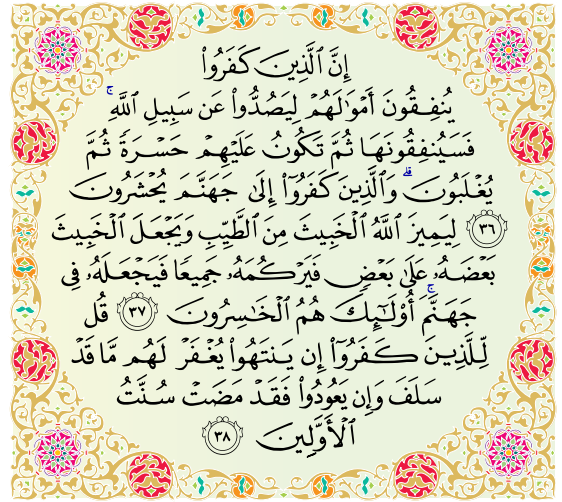 إِنَّ ٱلَّذِينَ كَفَرُوا۟
يُنفِقُونَ أَمْوَٰلَهُمْ لِيَصُدُّوا۟ عَن سَبِيلِ ٱللَّهِ ۚ
فَسَيُنفِقُونَهَا ثُمَّ تَكُونُ عَلَيْهِمْ حَسْرَةً ثُمَّ
يُغْلَبُونَ ۗ وَٱلَّذِينَ كَفَرُوٓا۟ إِلَىٰ جَهَنَّمَ يُحْشَرُونَ
٣٦ لِيَمِيزَ ٱللَّهُ ٱلْخَبِيثَ مِنَ ٱلطَّيِّبِ وَيَجْعَلَ ٱلْخَبِيثَ
بَعْضَهُۥ عَلَىٰ بَعْضٍ فَيَرْكُمَهُۥ جَمِيعًا فَيَجْعَلَهُۥ فِى
جَهَنَّمَ ۚ أُو۟لَٰٓئِكَ هُمُ ٱلْخَٰسِرُونَ ٣٧ قُل
لِّلَّذِينَ كَفَرُوٓا۟ إِن يَنتَهُوا۟ يُغْفَرْ لَهُم مَّا قَدْ
سَلَفَ وَإِن يَعُودُوا۟ فَقَدْ مَضَتْ سُنَّتُ
ٱلْأَوَّلِينَ ٣٨